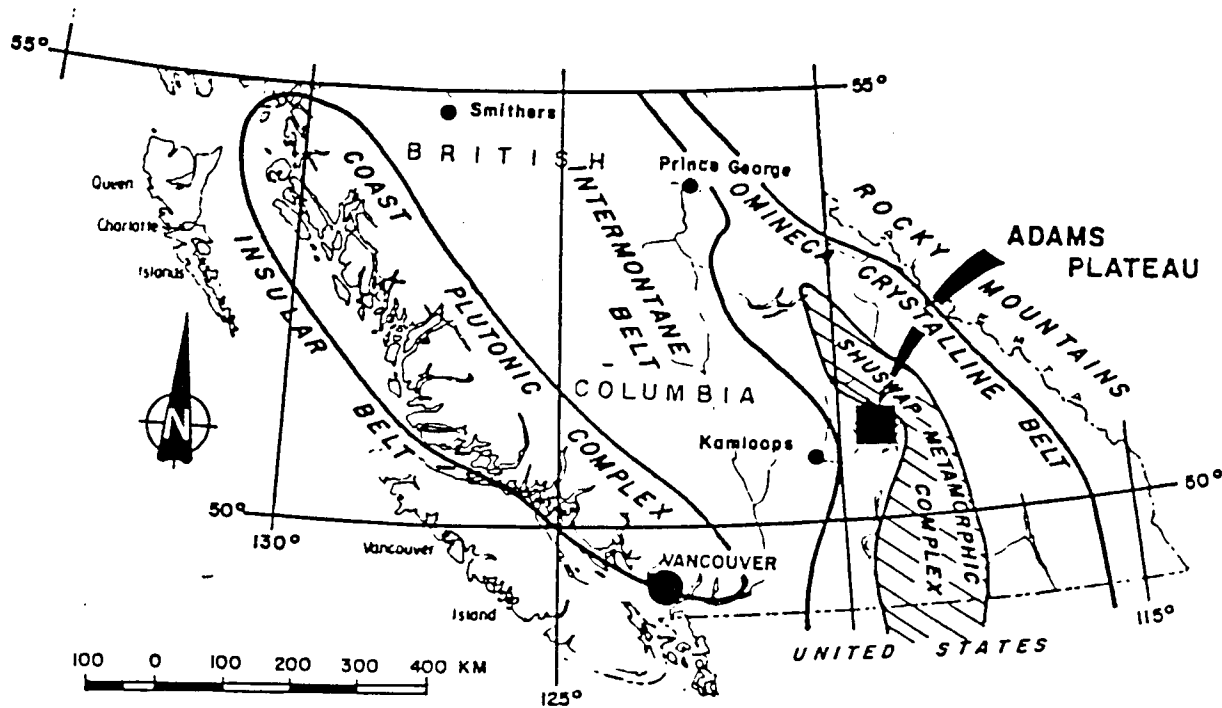 55°
55°
Smithers
BRITISH
Prince George
COAST PLUTONIC COMPLEX
INTERMONTANE BELT
OMINECA CRYSTALLINE BELT
ROCKY MOUNTAINS
ADAMS
PLATEAU
Queen
Charlotte
Islands
INSULAR BELT
SHUSWAP METAMORPHIC COMPLEX
COLUMBIA
Kamloops
N
50°
50°
130°
Vancouver
Island
VANCOUVER
115°
UNITED STATES
100 0 100 200 300 400 KM
125°